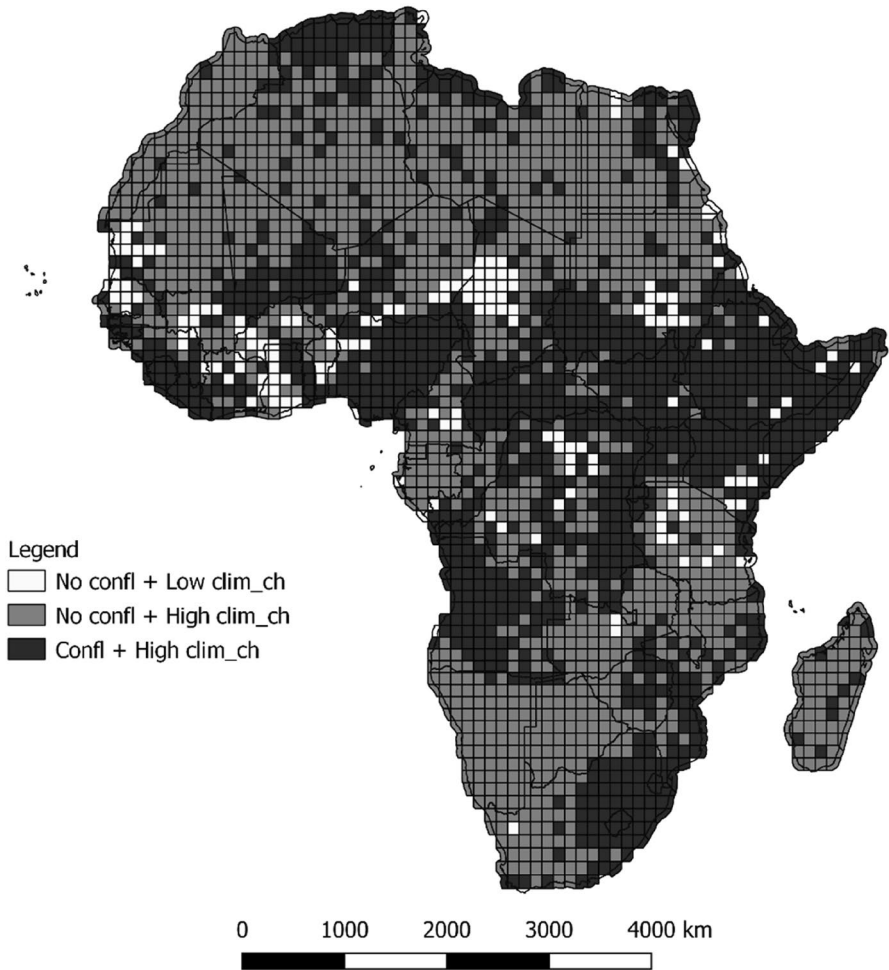 Legend
No confl + Low clim_ch
No confl + High clim_ch
Confl + High clim_ch
0 1000 2000 3000 4000 km